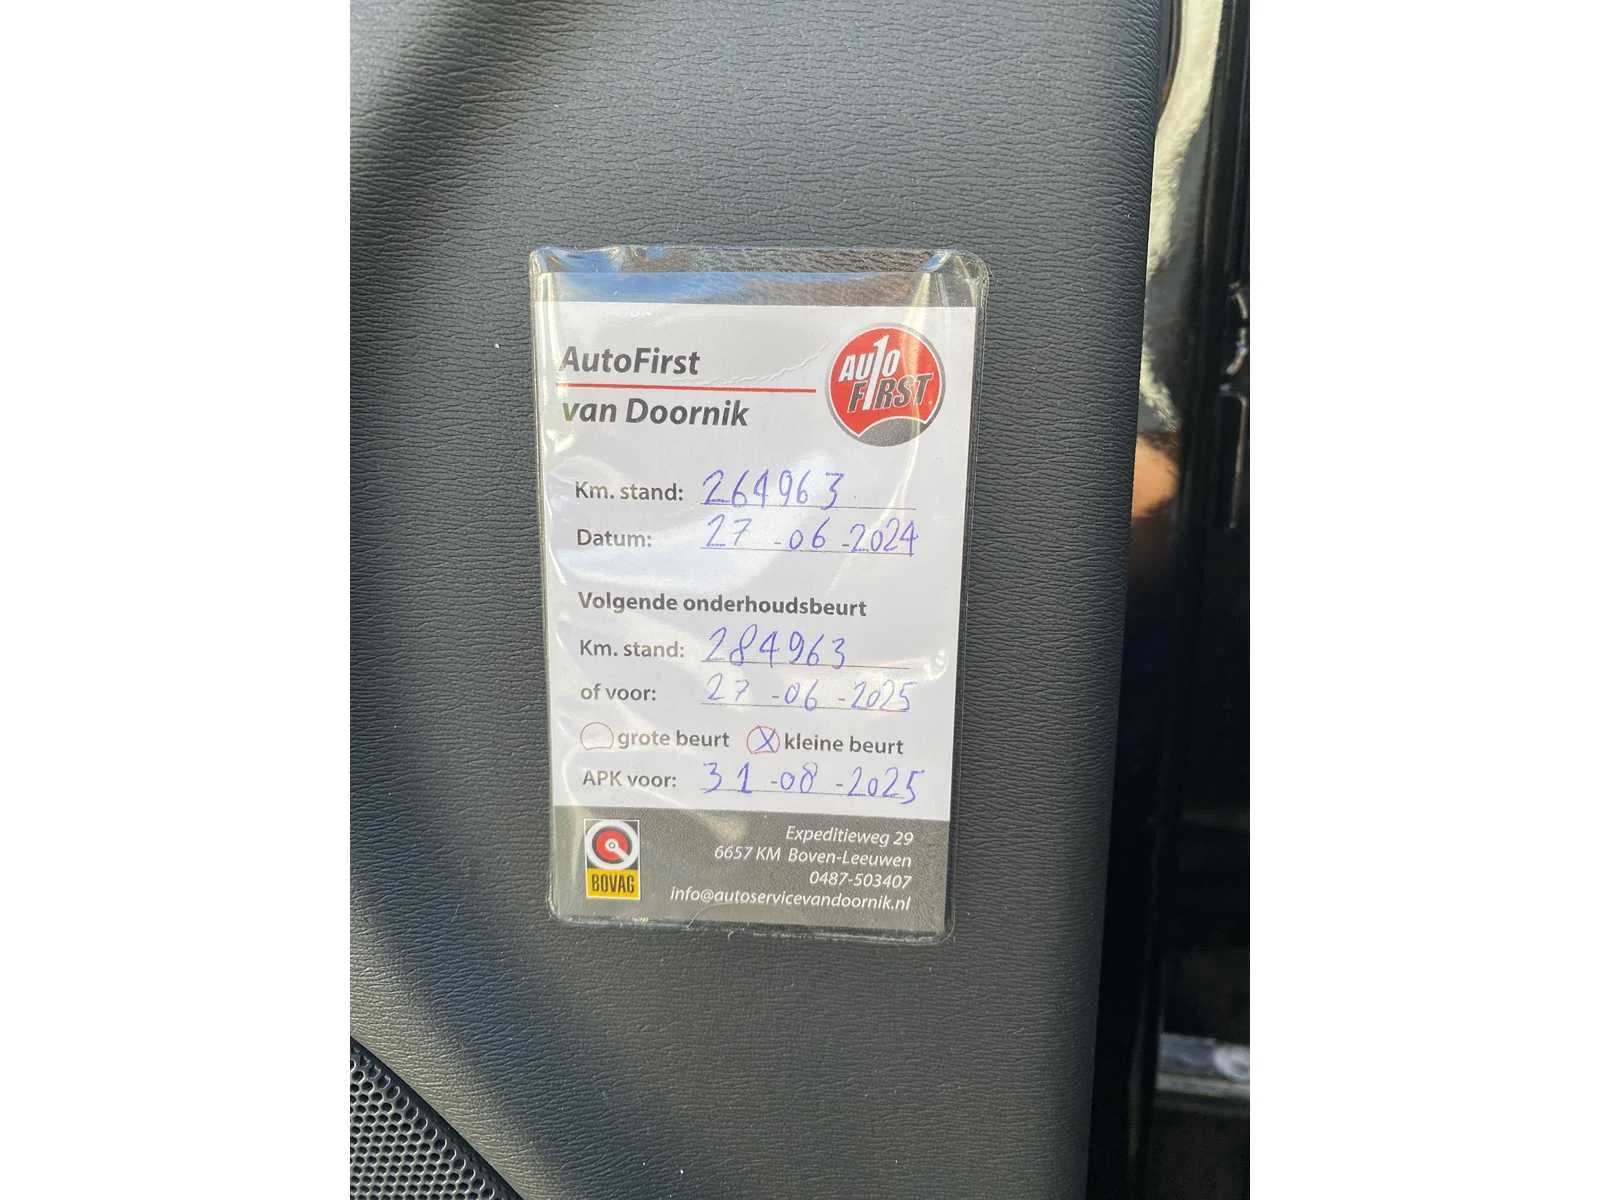 AutoFirst
van Doornik
AU1O
F1RST
Km. stand: 264963
Datum: 27-06-2024
Volgende onderhoudsbeurt
Km. stand: 284963
of voor: 27-06-2025
grote beurt X kleine beurt
APK voor: 31-08-2025
BOVAG
Expeditieweg 29
6657 KM Boven-Leeuwen
0487-503407
info@autoservicevandoornik.nl